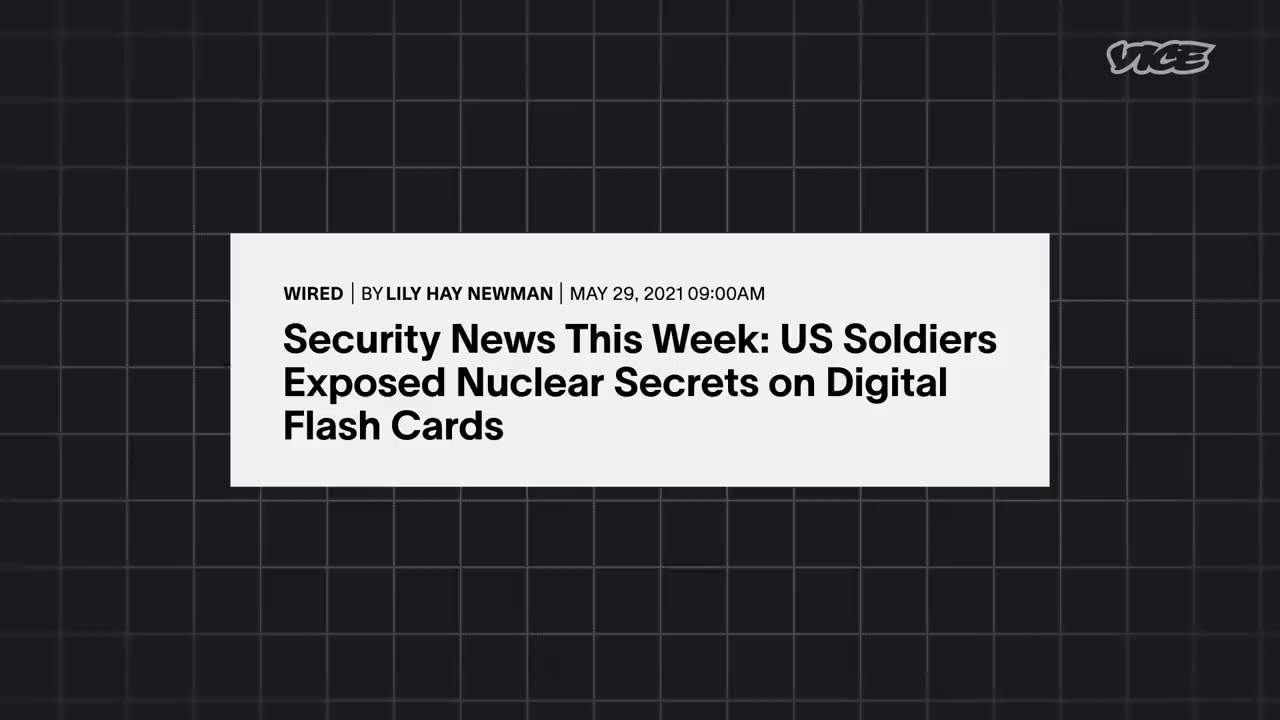 VICE
WIRED | BY LILY HAY NEWMAN | MAY 29, 2021 09:00AM
Security News This Week: US Soldiers
Exposed Nuclear Secrets on Digital
Flash Cards